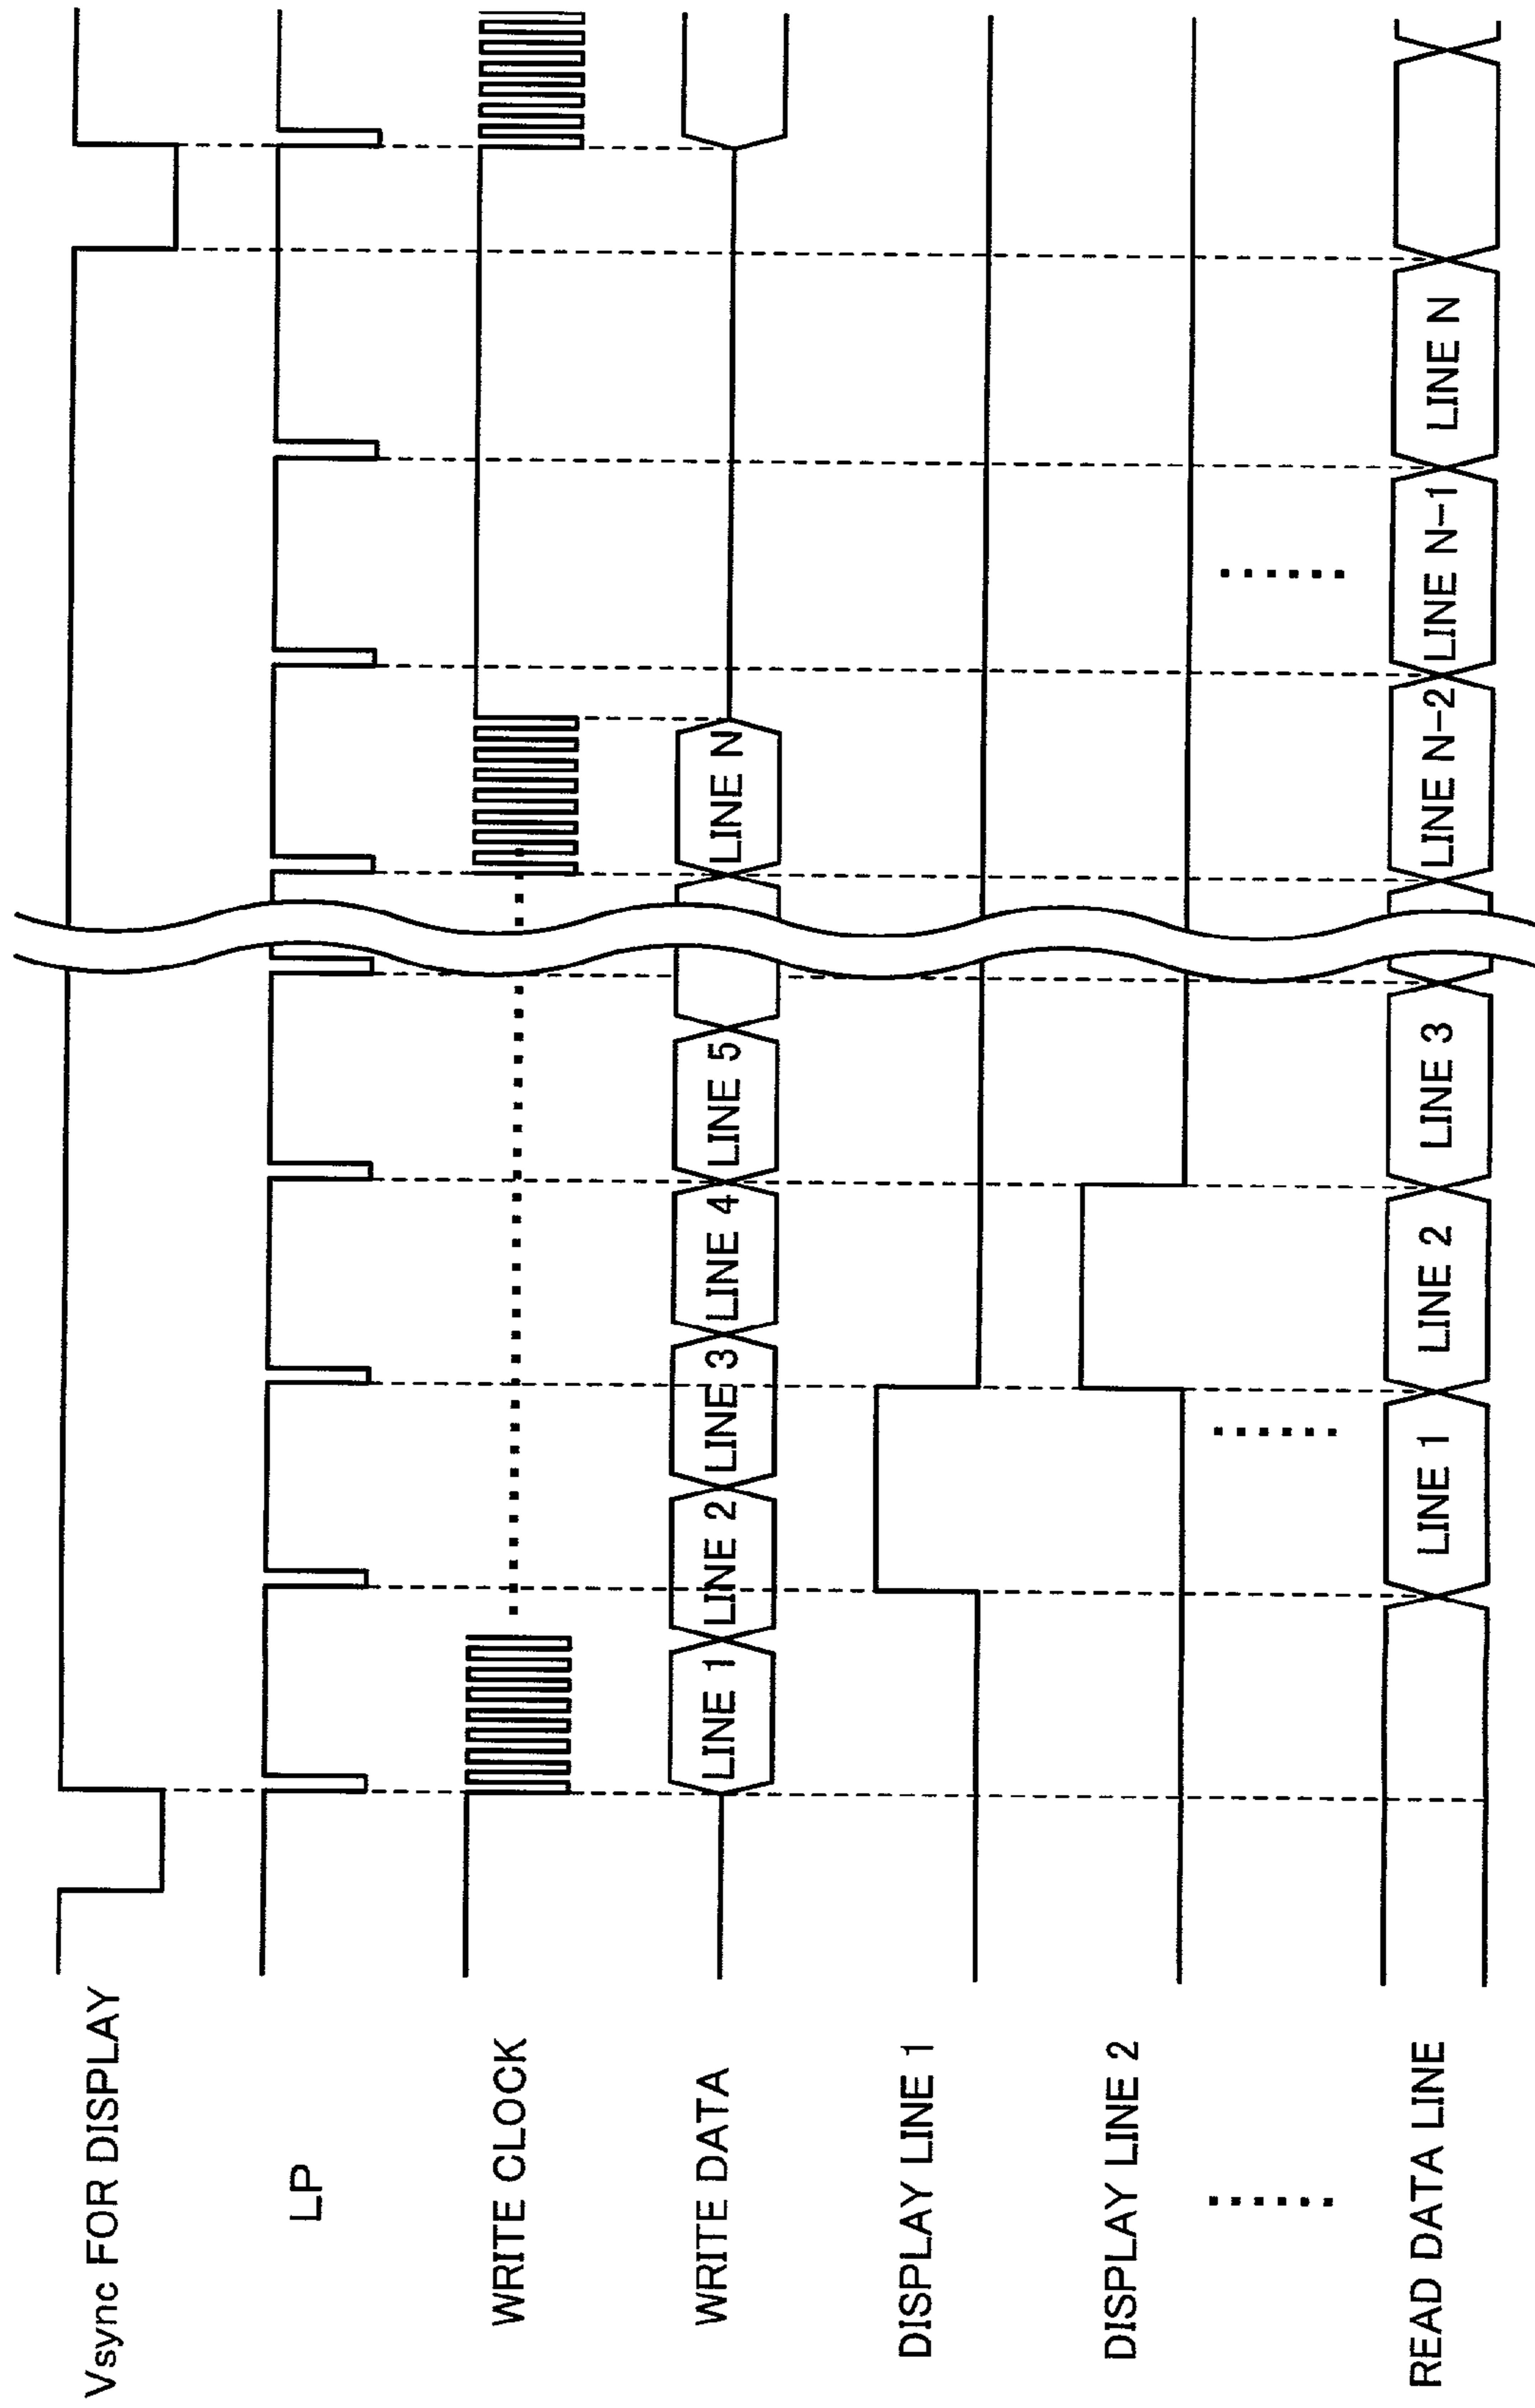 Vsync FOR DISPLAY
LP
WRITE CLOCK
WRITE DATA
LINE 1
LINE 2
LINE 3
LINE 4
LINE 5
LINE N
DISPLAY LINE 1
DISPLAY LINE 2
READ DATA LINE
LINE 1
LINE 2
LINE 3
LINE N-2
LINE N-1
LINE N